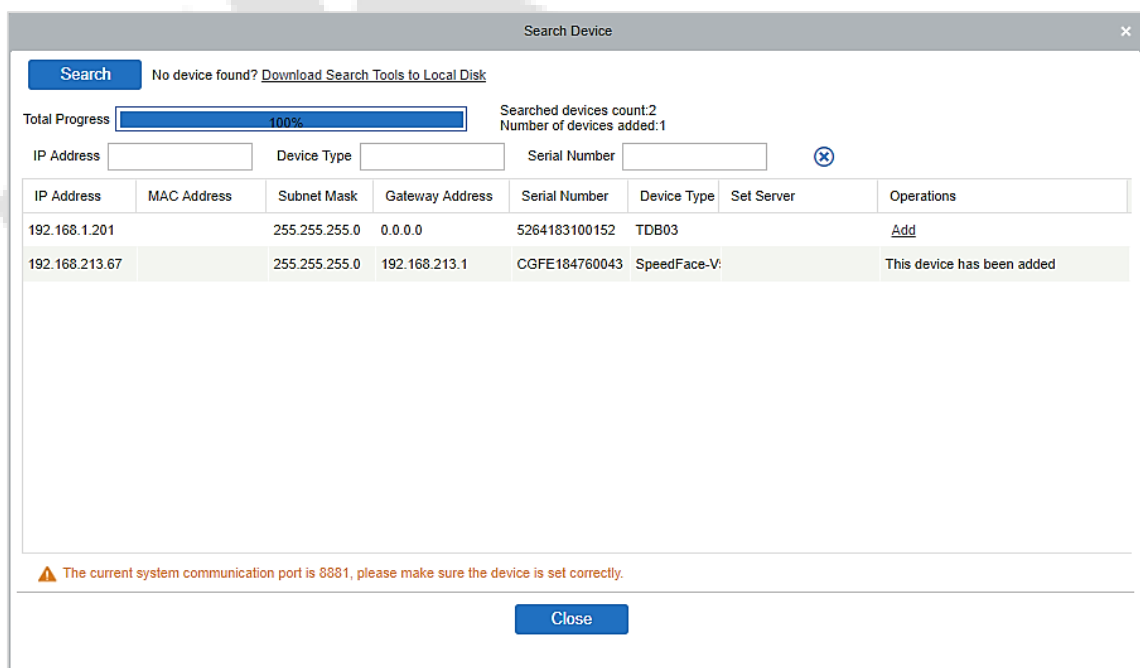 Search Device
Search No device found? Download Search Tools to Local Disk
Total Progress 100% Searched devices count:2
Number of devices added:1
IP Address Device Type Serial Number
IP Address MAC Address Subnet Mask Gateway Address Serial Number Device Type Set Server Operations
192.168.1.201 255.255.255.0 0.0.0.0 5264183100152 TDB03 Add
192.168.213.67 255.255.255.0 192.168.213.1 CGFE184760043 SpeedFace-V This device has been added
The current system communication port is 8881, please make sure the device is set correctly.
Close